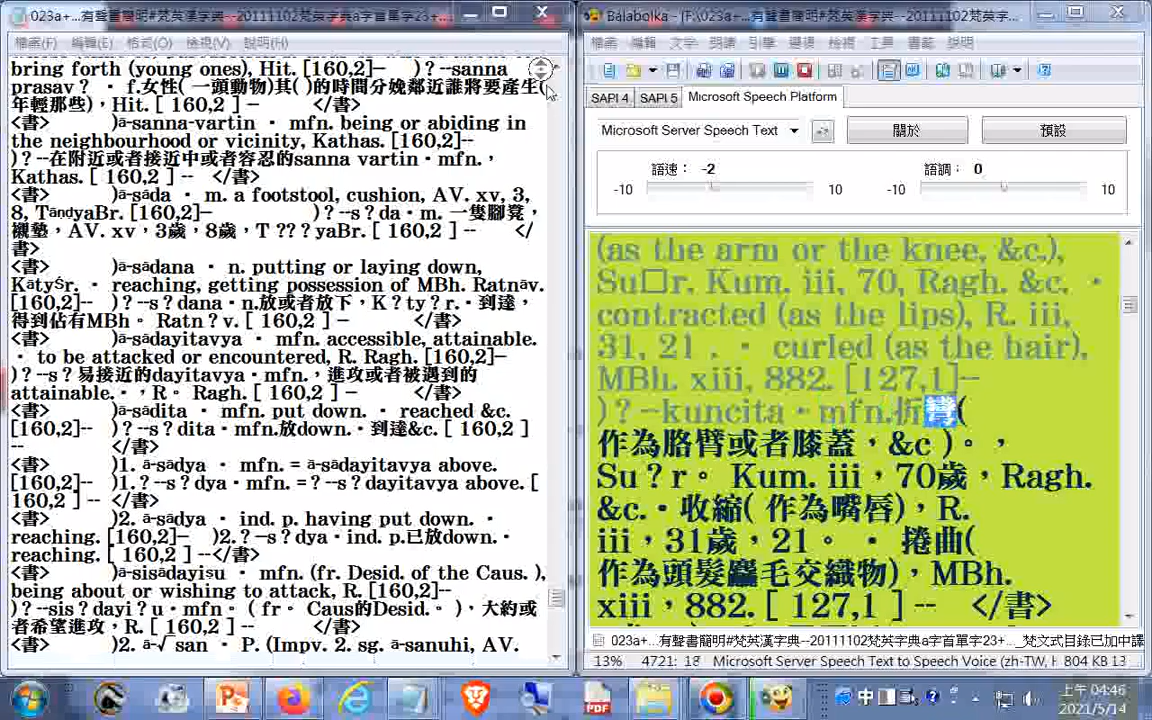 023a+...有聲書簡明#梵英漢字典--20111102梵英字典a字首單字23+...
檔案(F) 編輯(E) 格式(O) 檢視(V) 說明(H)
bring forth (young ones), Hit. [160,2]-- )? --sanna
prasav? ‧ f.女性( 一頭動物)其( )的時間分娩鄰近誰將要產生(
年輕那些), Hit. [ 160,2 ] -- </書>
<書> )ā-sanna-vartin ‧ mfn. being or abiding in
the neighbourhood or vicinity, Kathas. [160,2]--
)? --在附近或者接近中或者容忍的sanna vartin‧mfn.,
Kathas. [ 160,2 ] -- </書>
<書> )ā-sāda ‧ m. a footstool, cushion, AV. xv, 3,
8, TāṇḍyaBr. [160,2]-- )? --s ? da‧m. 一隻腳凳,
襯墊, AV. xv, 3歲, 8歲, T ??? yaBr. [ 160,2 ] -- </
書>
<書> )ā-sādana ‧ n. putting or laying down,
KātyŚr. ‧ reaching, getting possession of MBh. Ratnāv.
[160,2]-- )? --s ? dana‧n.放或者放下, K ? ty ? r.‧到達,
得到佔有MBh。 Ratn ? v. [ 160,2 ] -- </書>
<書> )ā-sādayitavya ‧ mfn. accessible, attainable.
‧ to be attacked or encountered, R. Ragh. [160,2]--
)? --s ? 易接近的dayitavya‧mfn.,進攻或者被遇到的
attainable.‧, R。 Ragh. [ 160,2 ] -- </書>
<書> )ā-sādita ‧ mfn. put down. ‧ reached &c.
[160,2]-- )? --s ? dita‧mfn.放down.‧到達&c. [ 160,2 ]
-- </書>
<書> )1. ā-sādya ‧ mfn. = ā-sādayitavya above.
[160,2]-- )1. ? --s ? dya‧mfn. =? --s ? dayitavya above. [
160,2 ] -- </書>
<書> )2. ā-sādya ‧ ind. p. having put down. ‧
reaching. [160,2]-- )2. ? --s ? dya‧ind. p.已放down.‧
reaching. [ 160,2 ] --</書>
<書> )ā-sisādayiṣu ‧ mfn. (fr. Desid. of the Caus. ),
being about or wishing to attack, R. [160,2]--
)? --sis ? dayi ? u‧mfn。 ( fr。 Caus的Desid. 。 ), 大約或
者希望進攻, R. [ 160,2 ] -- </書>
<書> )2. ā-√ san ‧ P. (Impv. 2. sg. ā-sanuhi, AV.
Balabolka - [F:\023a+...有聲書簡明#梵英漢字典--20111102梵英字...
檔案 編輯 文字 朗讀 引擎 選項 檢視 工具 書籤 說明
SAPI 4 SAPI 5 Microsoft Speech Platform
Microsoft Server Speech Text 關於 預設
語速: -2 語調: 0
-10 10 -10 10
(as the arm or the knee, &c.),
Su□r. Kum. iii, 70, Ragh. &c. ‧
contracted (as the lips), R. iii,
31, 21 . ‧ curled (as the hair),
MBh. xiii, 882. [127,1]--
)? --kuncita‧mfn.折彎(
作為胳臂或者膝蓋, &c )。,
Su ? r。 Kum. iii, 70歲, Ragh.
&c.‧收縮( 作為嘴唇), R.
iii, 31歲, 21。 ‧ 捲曲(
作為頭髮龘毛交織物), MBh.
xiii, 882. [ 127,1 ] -- </書>
023a+...有聲書簡明#梵英漢字典--20111102梵英字典a字首單字23+..._梵文式目錄已加中譯
13% 4721: 18 Microsoft Server Speech Text to Speech Voice (zh-TW, H 804 KB 13
中
上午 04:46
2021/5/14